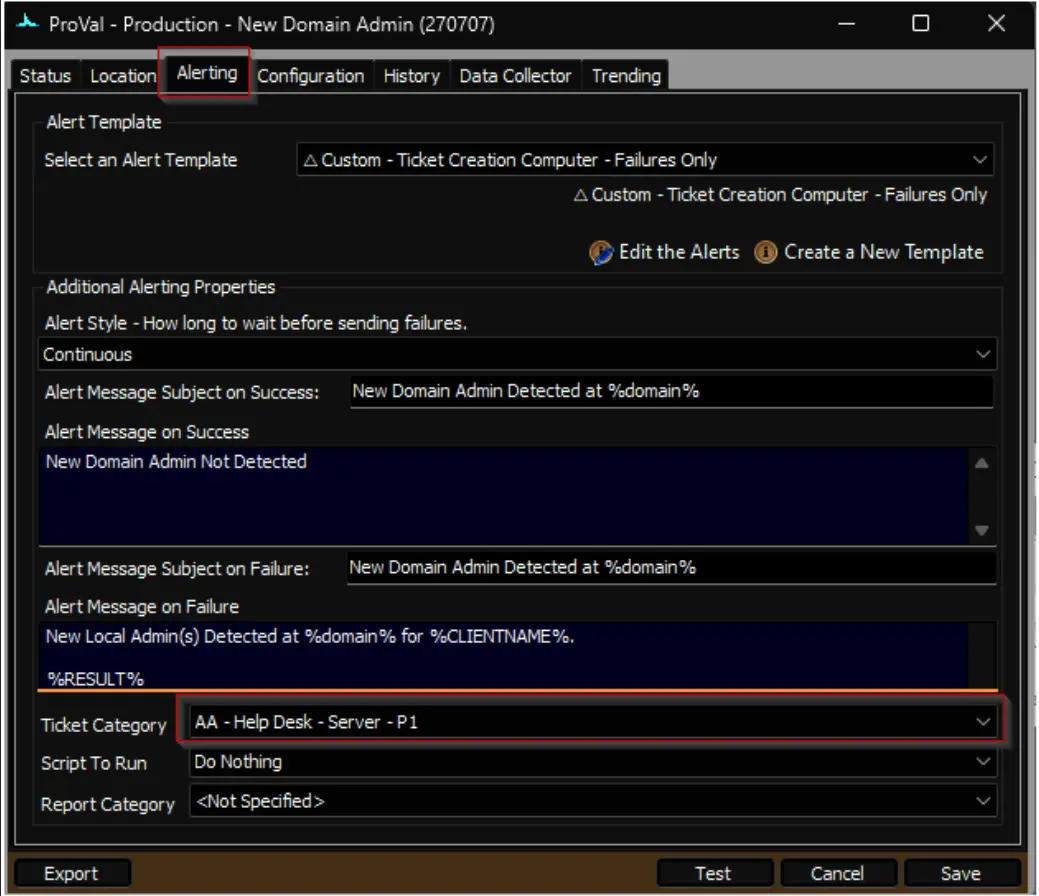 ProVal - Production - New Domain Admin (270707)
Status Location Alerting Configuration History Data Collector Trending
Alert Template
Select an Alert Template △ Custom - Ticket Creation Computer - Failures Only
△ Custom - Ticket Creation Computer - Failures Only
Edit the Alerts Create a New Template
Additional Alerting Properties
Alert Style - How long to wait before sending failures.
Continuous
Alert Message Subject on Success: New Domain Admin Detected at %domain%
Alert Message on Success
New Domain Admin Not Detected
Alert Message Subject on Failure: New Domain Admin Detected at %domain%
Alert Message on Failure
New Local Admin(s) Detected at %domain% for %CLIENTNAME%.
%RESULT%
Ticket Category AA - Help Desk - Server - P1
Script To Run Do Nothing
Report Category <Not Specified>
Export Test Cancel Save